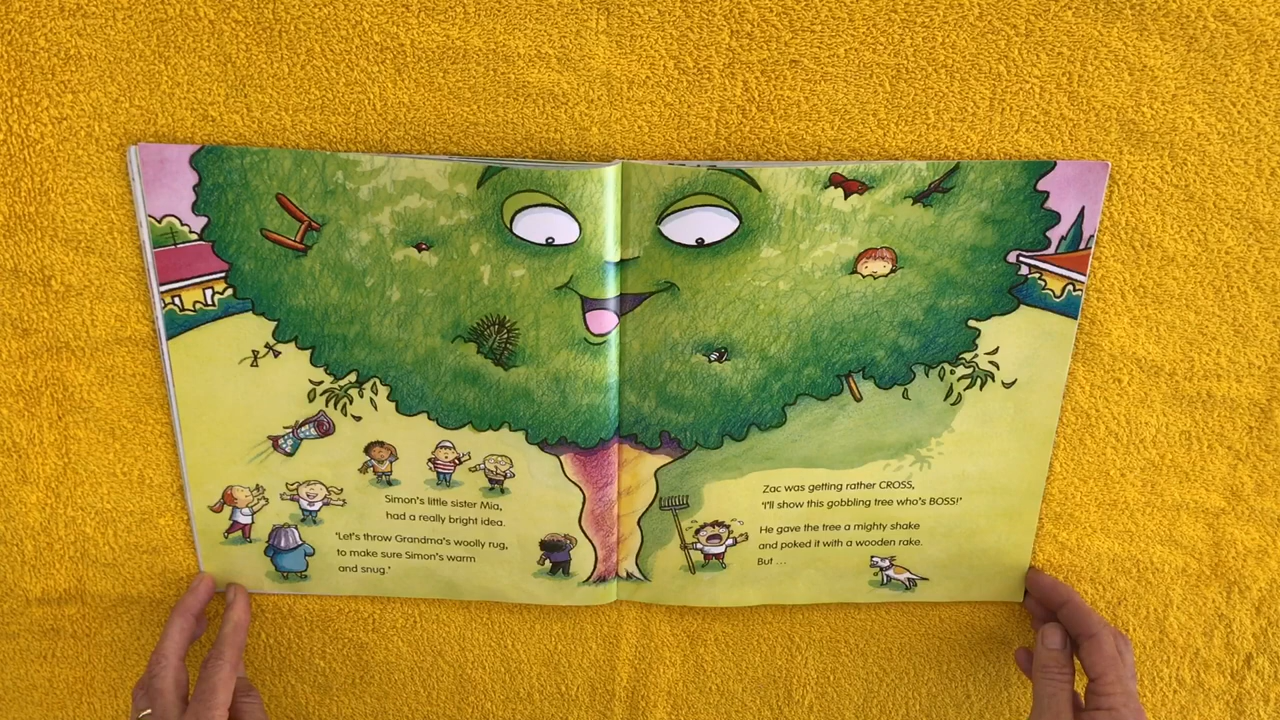 Simon's little sister Mia,
had a really bright idea.
'Let's throw Grandma's woolly rug,
to make sure Simon's warm
and snug.'
Zac was getting rather CROSS,
'I'll show this gobbling tree who's BOSS!'
He gave the tree a mighty shake
and poked it with a wooden rake.
But ...